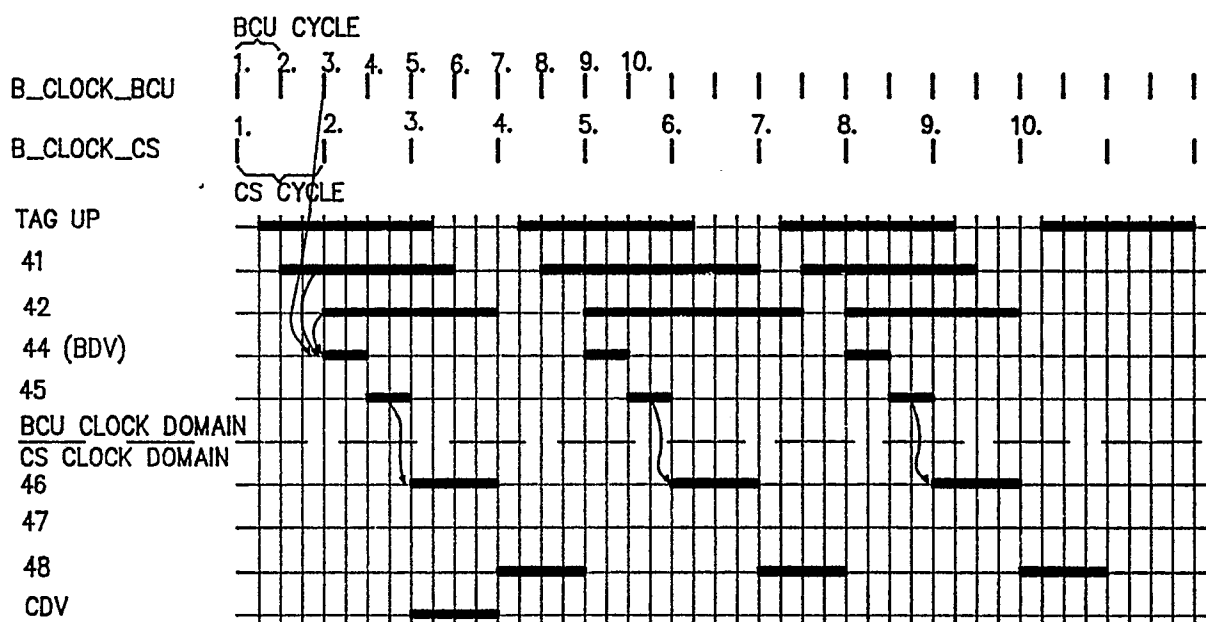 BCU CYCLE
1. 2. 3. 4. 5. 6. 7. 8. 9. 10.
B_CLOCK_BCU
1. 2. 3. 4. 5. 6. 7. 8. 9. 10.
B_CLOCK_CS
CS CYCLE
TAG UP
41
42
44 (BDV)
45
BCU CLOCK DOMAIN
CS CLOCK DOMAIN
46
47
48
CDV